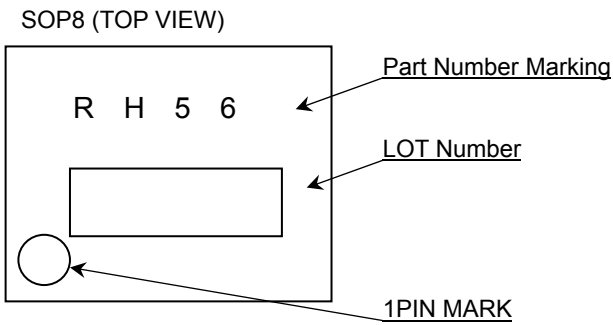 SOP8 (TOP VIEW)
Part Number Marking
R H 5 6
LOT Number
1PIN MARK